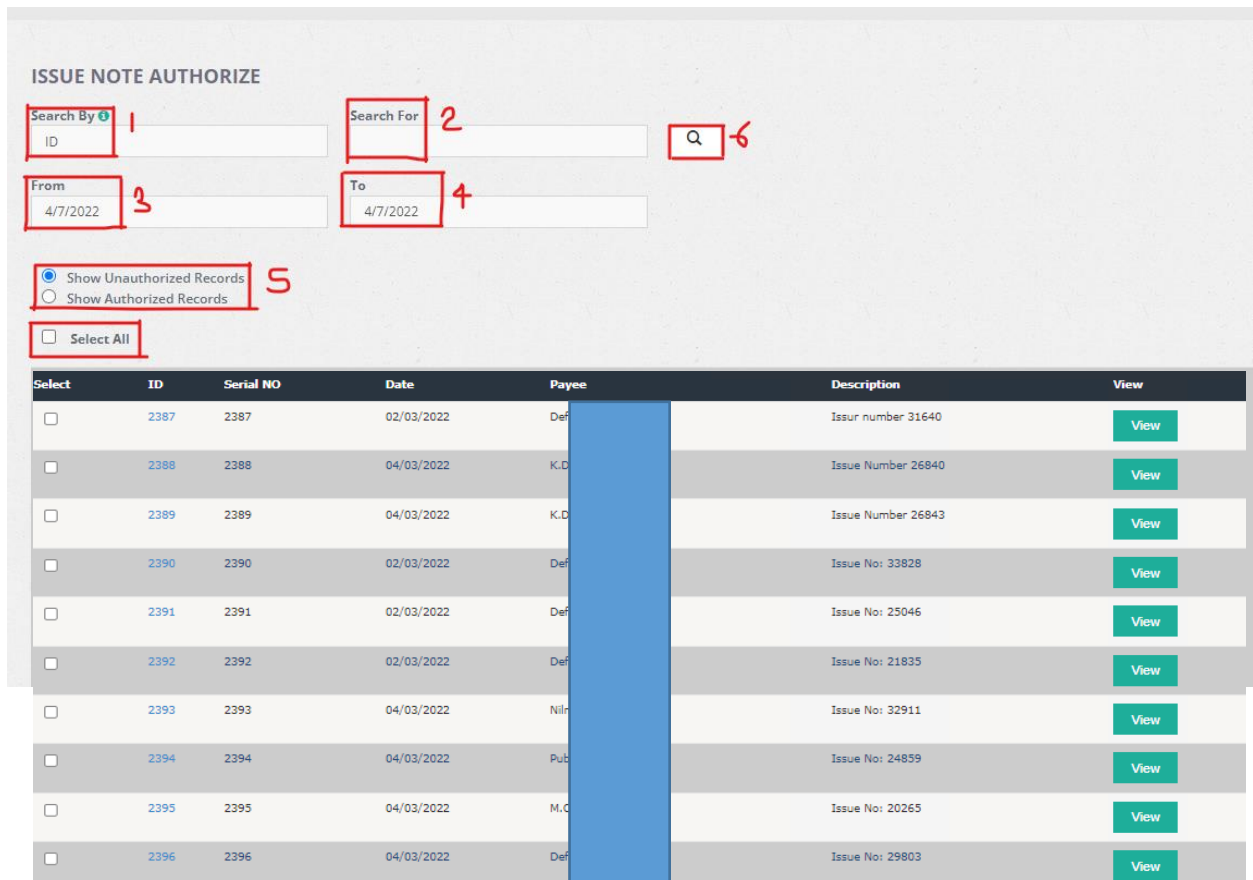 ISSUE NOTE AUTHORIZE
Search By 1 Search For 2
ID 6
From 3 To 4
4/7/2022 4/7/2022
Show Unauthorized Records 5
Show Authorized Records
Select All
Select ID Serial NO Date Payee Description View
2387 2387 02/03/2022 Def Issur number 31640 View
2388 2388 04/03/2022 K.D Issue Number 26840 View
2389 2389 04/03/2022 K.D Issue Number 26843 View
2390 2390 02/03/2022 Def Issue No: 33828 View
2391 2391 02/03/2022 Def Issue No: 25046 View
2392 2392 02/03/2022 Def Issue No: 21835 View
2393 2393 04/03/2022 Issue No: 32911 View
2394 2394 04/03/2022 Pub Issue No: 24859 View
2395 2395 04/03/2022 Issue No: 20265 View
2396 2396 04/03/2022 Def Issue No: 29803 View